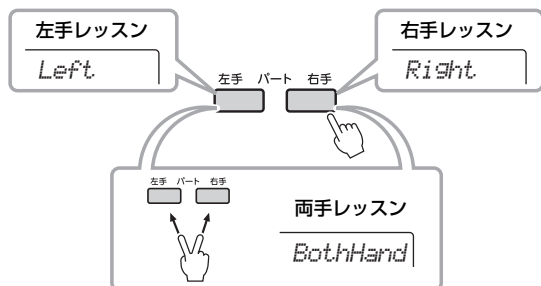 左手レッスン
Left
右手レッスン
Right
左手 パート 右手
左手 パート 右手
両手レッスン
BothHand